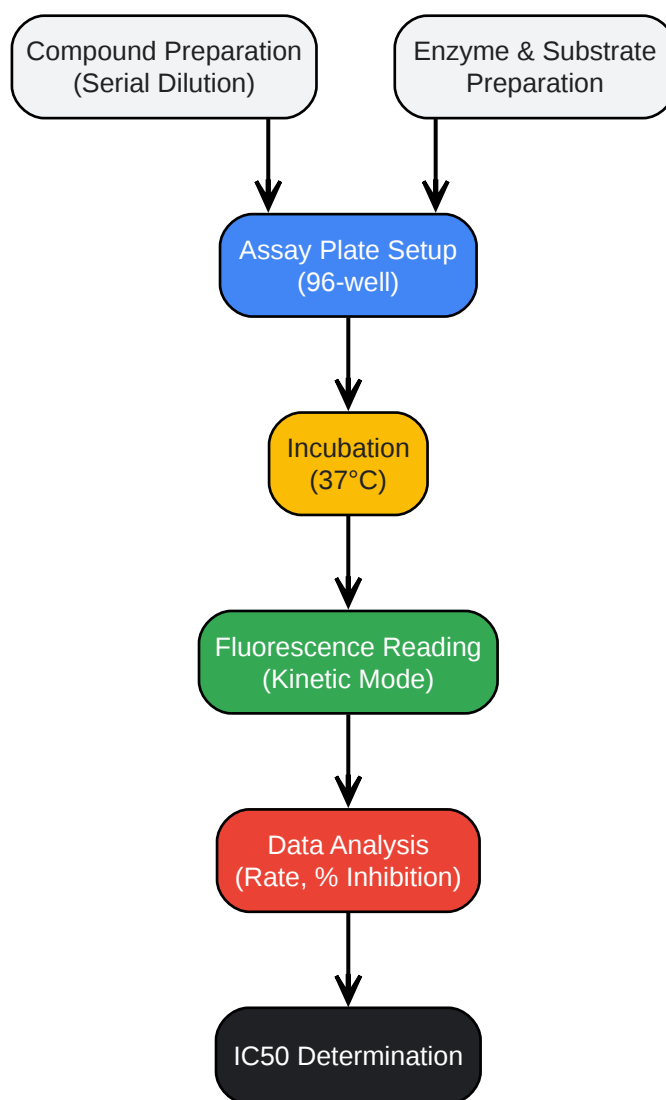 Compound Preparation
(Serial Dilution)
Enzyme & Substrate
Preparation
Assay Plate Setup
(96-well)
Incubation
(37°C)
Fluorescence Reading
(Kinetic Mode)
Data Analysis
(Rate, % Inhibition)
IC50 Determination